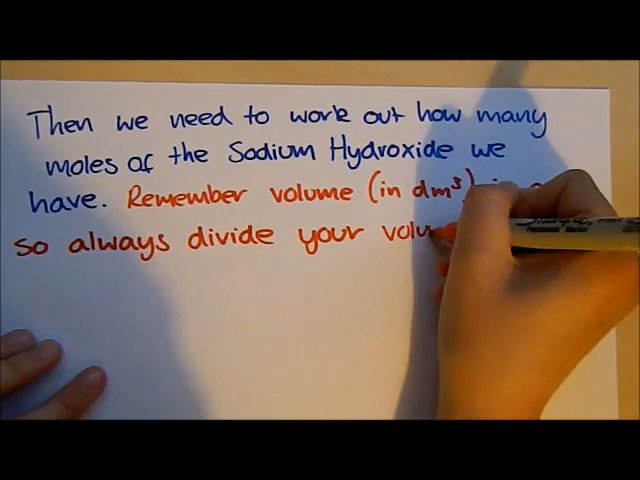 Then we need to work out how many
moles of the Sodium Hydroxide we
have. Remember volume (in dm³)
so always divide your volu